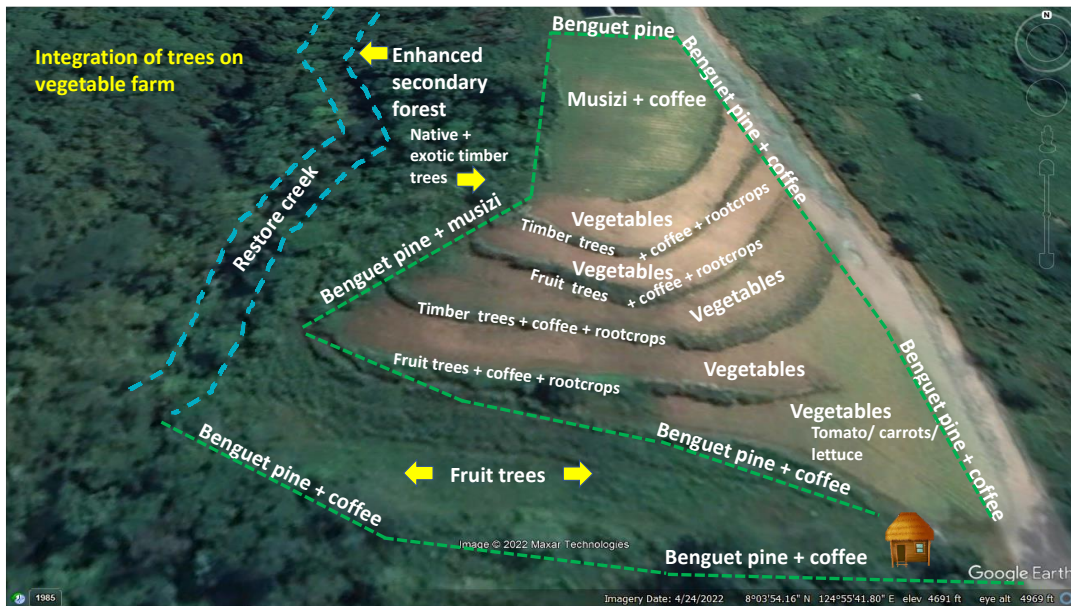 Integration of trees on
vegetable farm
Enhanced
secondary
forest
Native +
exotic timber
trees
Restore creek
Benguet pine
Benguet pine + coffee
Musizi + coffee
Benguet pine + musizi
Vegetables
Timber trees + coffee + rootcrops
Vegetables
Fruit trees + coffee + rootcrops
Vegetables
Timber trees + coffee + rootcrops
Fruit trees + coffee + rootcrops
Vegetables
Vegetables
Tomato/ carrots/
lettuce
Benguet pine + coffee
Benguet pine + coffee
Benguet pine + coffee
Fruit trees
Benguet pine + coffee
Image © 2022 Maxar Technologies
Google Earth
N
1985
Imagery Date: 4/24/2022 8°03'54.16" N 124°55'41.80" E elev 4691 ft eye alt 4969 ft